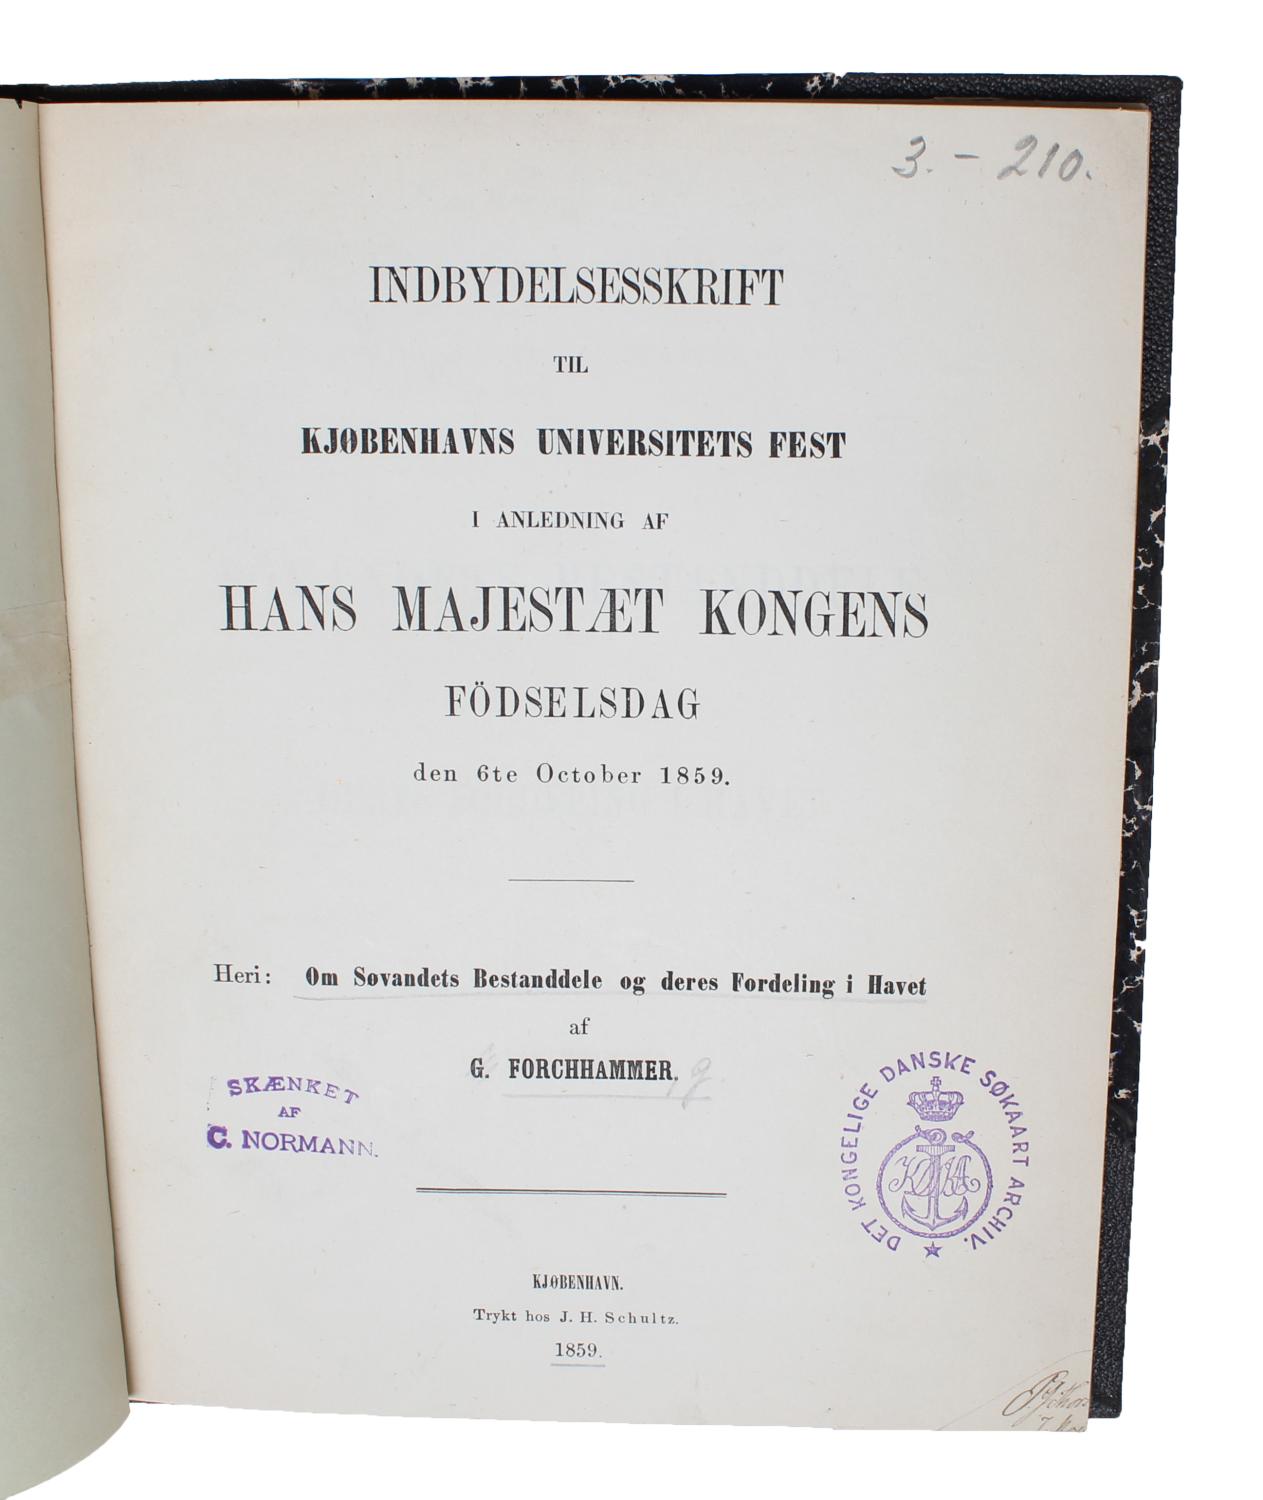 3. - 210.
INDBYDELSESSKRIFT
TIL
KJØBENHAVNS UNIVERSITETS FEST
I ANLEDNING AF
HANS MAJESTÆT KONGENS
FÖDSELSDAG
den 6te October 1859.
Heri: Om Søvandets Bestanddele og deres Fordeling i Havet
af
G. FORCHHAMMER.
SKÆNKET
AF
C. NORMANN.
DET KONGELIGE DANSKE SØKAART ARCHIV.
KJØBENHAVN.
Trykt hos J. H. Schultz.
1859.